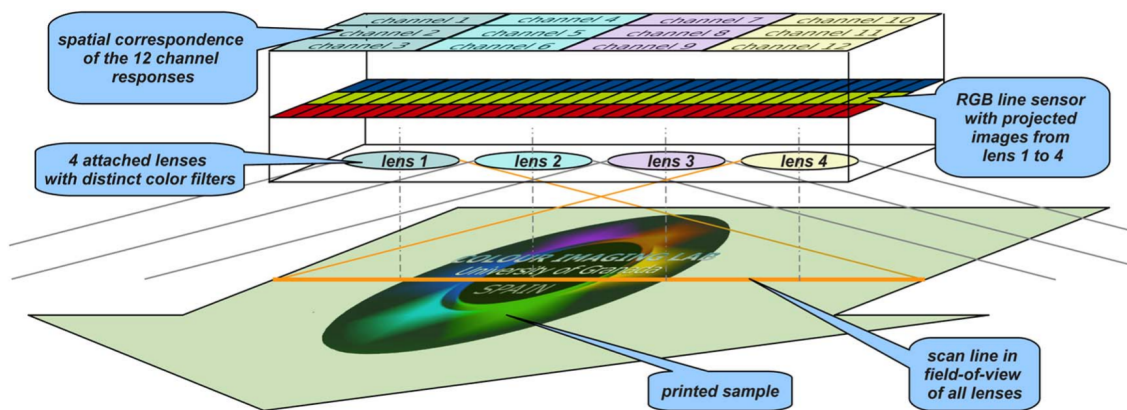 channel 1 channel 4 channel 7 channel 10
channel 2 channel 5 channel 8 channel 11
channel 3 channel 6 channel 9 channel 12
spatial correspondence
of the 12 channel
responses
RGB line sensor
with projected
images from
lens 1 to 4
4 attached lenses
with distinct color filters
lens 1 lens 2 lens 3 lens 4
COLOUR IMAGING LAB
University of Granada
SPAIN
scan line in
field-of-view
of all lenses
printed sample